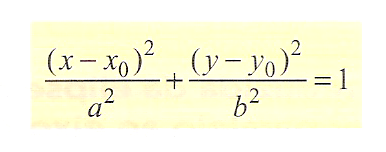 (x − x₀)²/a² + (y − y₀)²/b² = 1